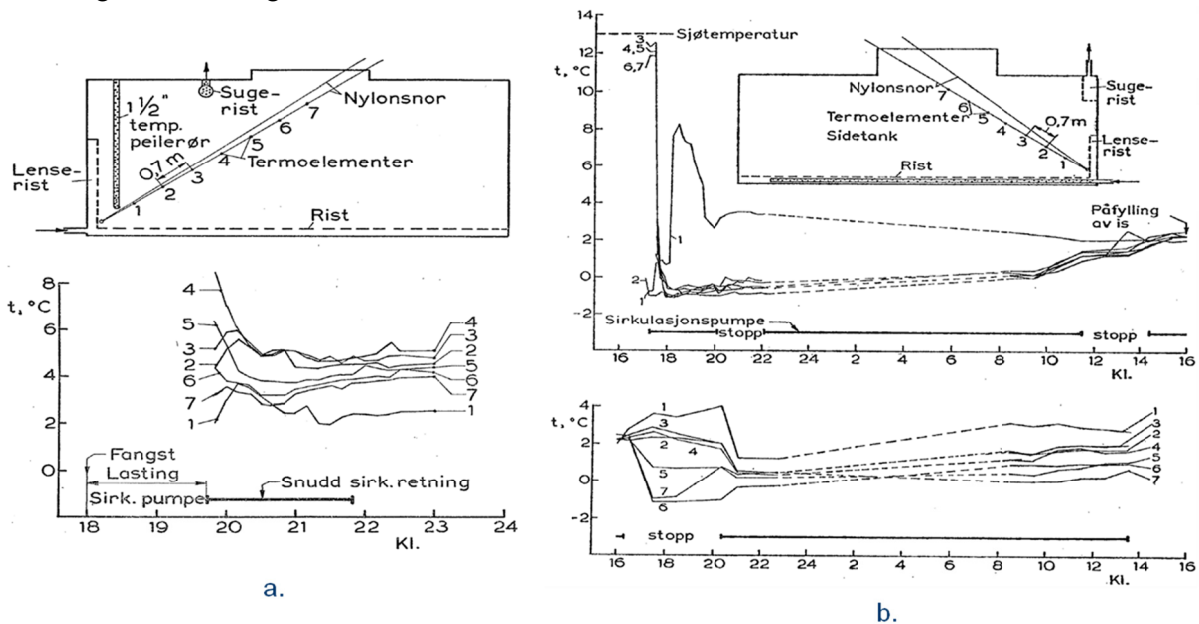 Suge-
rist
1 1/2"
temp.
peilerør
Nylonsnor
0,7 m
Termoelementer
Lense-
rist
Rist
1
2
3
4
5
6
7
t, °C
8
6
4
2
0
4
5
3
2
6
7
1
4
3
2
5
6
7
1
Fangst
Lasting
Sirk. pumpe
Snudd sirk. retning
18 19 20 21 22 23 24
Kl.
a.
14
12
t, °C
10
8
6
4
2
0
-2
Sjøtemperatur
3
4,5
6,7
Nylonsnor
7
6
5
4
3
2
1
Termoelementer
Sidetank
0,7m
Suge-
rist
Lense-
rist
Rist
1
2
1
Påfylling
av is
Sirkulasjonspumpe
stopp
stopp
16 18 20 22 24 2 4 6 8 10 12 14 16
Kl.
4
t, °C
2
0
-2
1
3
2
4
5
7
6
1
3
2
4
5
6
7
stopp
16 18 20 22 24 2 4 6 8 10 12 14 16
Kl.
b.